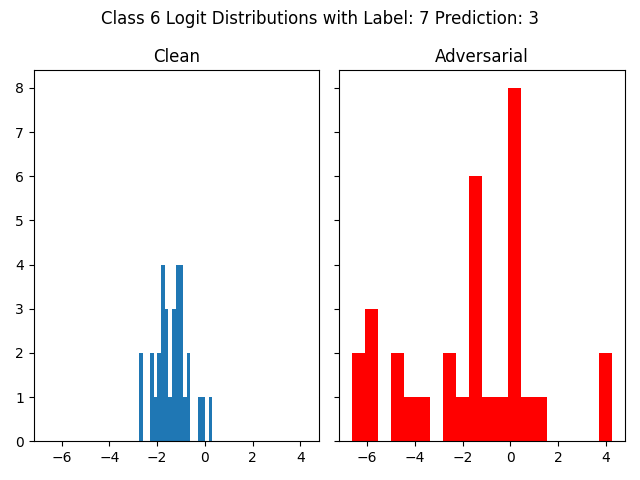 Class 6 Logit Distributions with Label: 7 Prediction: 3
Clean
Adversarial
8
7
6
5
4
3
2
1
0
−6 −4 −2 0 2 4
−6 −4 −2 0 2 4